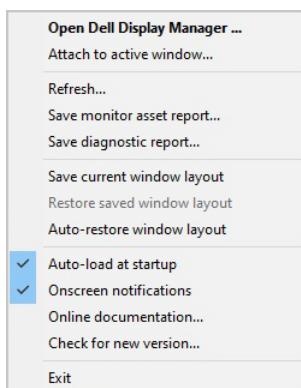 Open Dell Display Manager ...
Attach to active window...
Refresh...
Save monitor asset report...
Save diagnostic report...
Save current window layout
Restore saved window layout
Auto-restore window layout
Auto-load at startup
Onscreen notifications
Online documentation...
Check for new version...
Exit